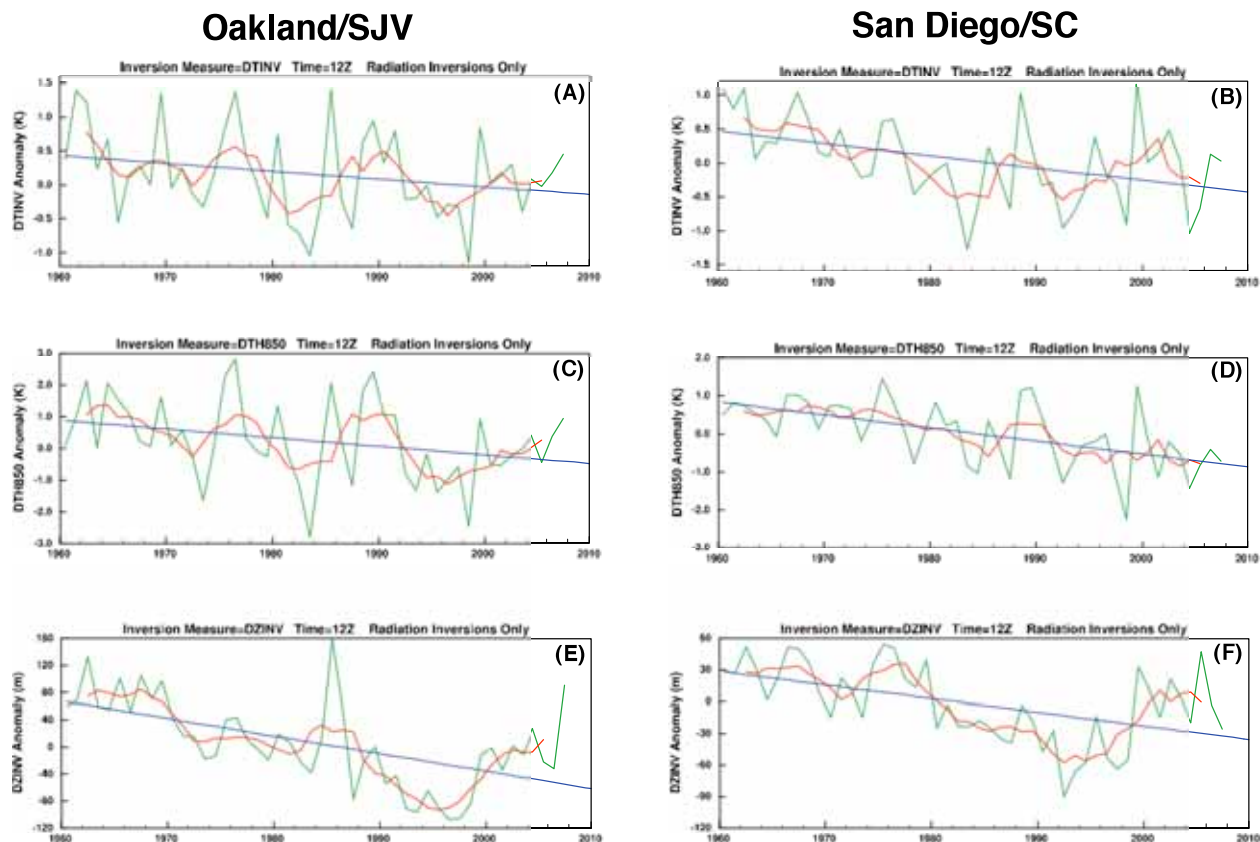 Oakland/SJV
San Diego/SC
Inversion Measure=DTINV Time=12Z Radiation Inversions Only
(A)
DTINV Anomaly (K)
1.5
1.0
0.5
0.0
-0.5
-1.0
1960 1970 1980 1990 2000 2010
Inversion Measure=DTINV Time=12Z Radiation Inversions Only
(B)
DTINV Anomaly (K)
1.0
0.5
0.0
-0.5
-1.0
-1.5
1960 1970 1980 1990 2000 2010
Inversion Measure=DTH850 Time=12Z Radiation Inversions Only
(C)
DTH850 Anomaly (K)
3.0
2.0
1.0
0.0
-1.0
-2.0
-3.0
1960 1970 1980 1990 2000 2010
Inversion Measure=DTH850 Time=12Z Radiation Inversions Only
(D)
DTH850 Anomaly (K)
2.0
1.0
0.0
-1.0
-2.0
-3.0
1960 1970 1980 1990 2000 2010
Inversion Measure=DZINV Time=12Z Radiation Inversions Only
(E)
DZINV Anomaly (m)
160
120
80
40
0
-40
-80
-120
1960 1970 1980 1990 2000 2010
Inversion Measure=DZINV Time=12Z Radiation Inversions Only
(F)
DZINV Anomaly (m)
60
30
0
-30
-60
-90
-120
1960 1970 1980 1990 2000 2010